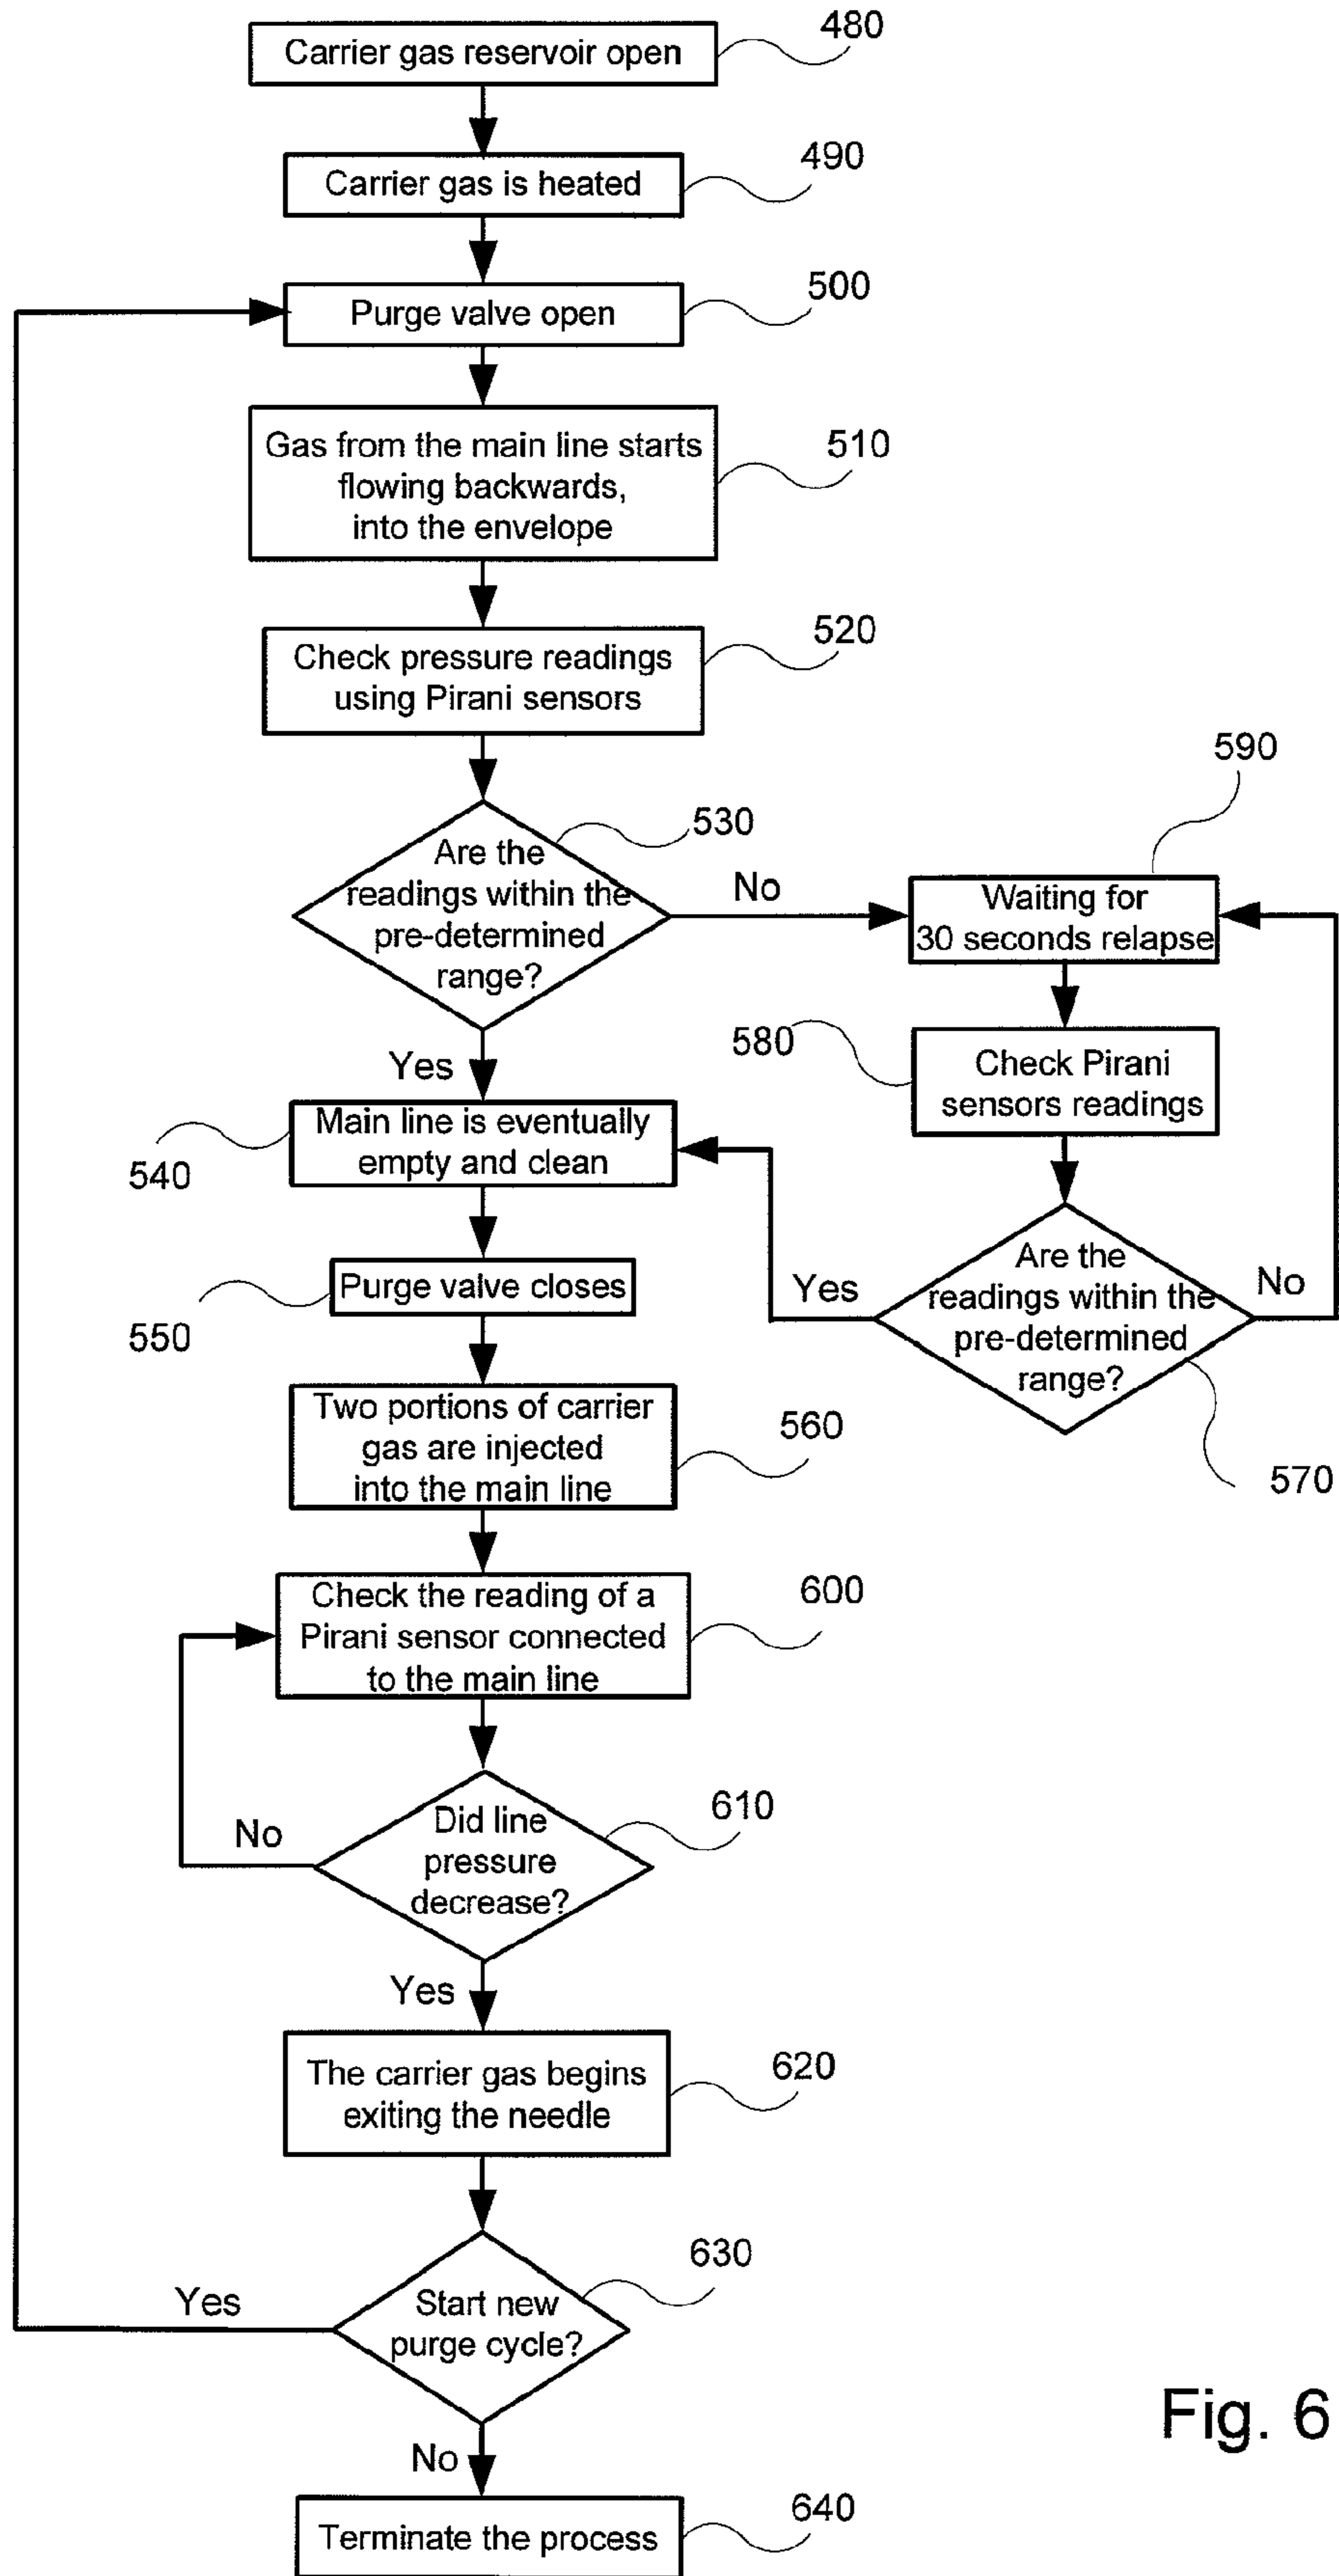 Carrier gas reservoir open
480
Carrier gas is heated
490
Purge valve open
500
Gas from the main line starts
flowing backwards,
into the envelope
510
Check pressure readings
using Pirani sensors
520
Are the
readings within the
pre-determined
range?
530
No
Yes
Waiting for
30 seconds relapse
590
Check Pirani
sensors readings
580
Are the
readings within the
pre-determined
range?
570
Yes
No
Main line is eventually
empty and clean
540
Purge valve closes
550
Two portions of carrier
gas are injected
into the main line
560
Check the reading of a
Pirani sensor connected
to the main line
600
Did line
pressure
decrease?
610
No
Yes
The carrier gas begins
exiting the needle
620
Start new
purge cycle?
630
Yes
No
Terminate the process
640
Fig. 6